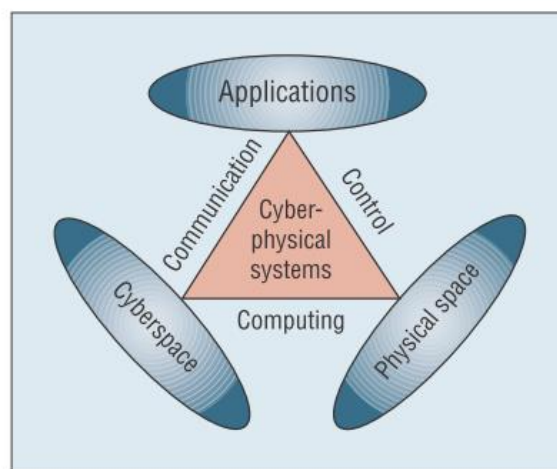 Applications
Communication
Control
Cyber-
physical
systems
Cyberspace
Computing
Physical space